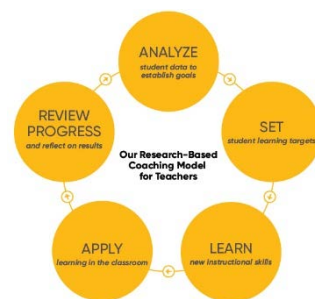 ANALYZE
student data to
establish goals
SET
student learning targets
LEARN
new instructional skills
APPLY
learning in the classroom
REVIEW
PROGRESS
and reflect on results
Our Research-Based
Coaching Model
for Teachers